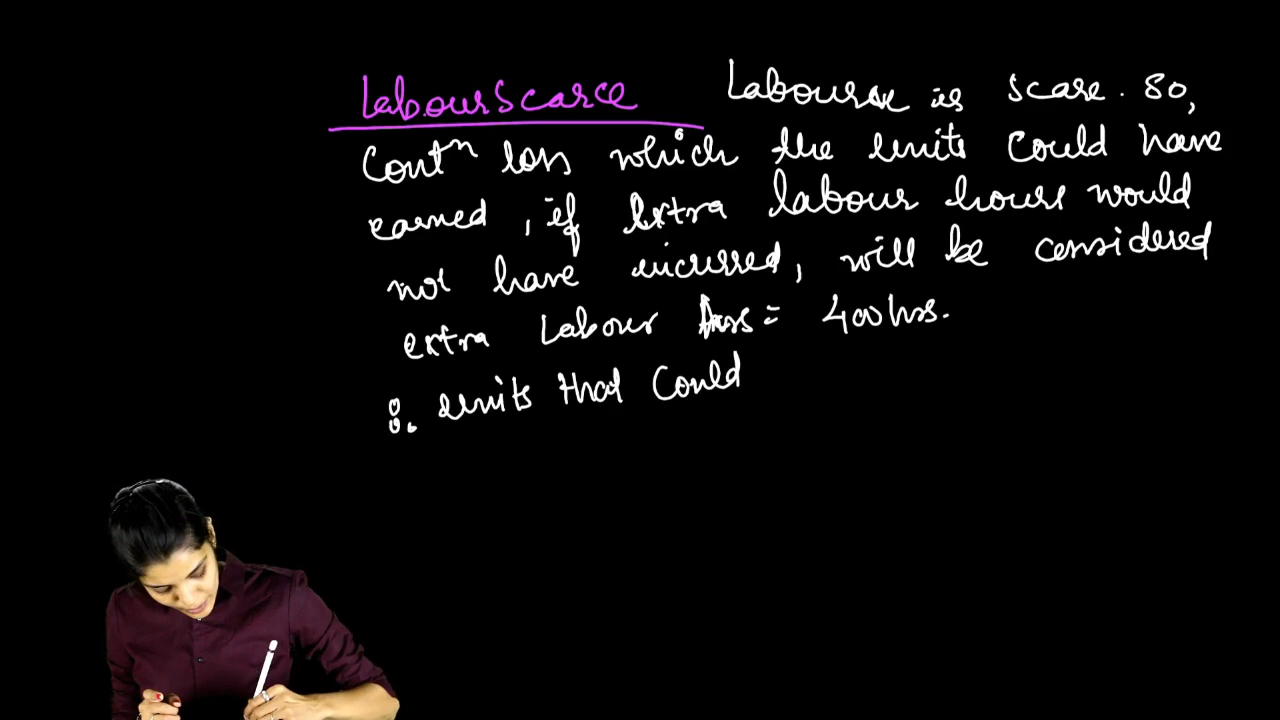 Labour Scarce Labour is scare. So,
Contⁿ loss which the units could have
earned, if extra labour hours would
not have incurred, will be considered
extra Labour hrs = 400 hrs.
∴ units that could